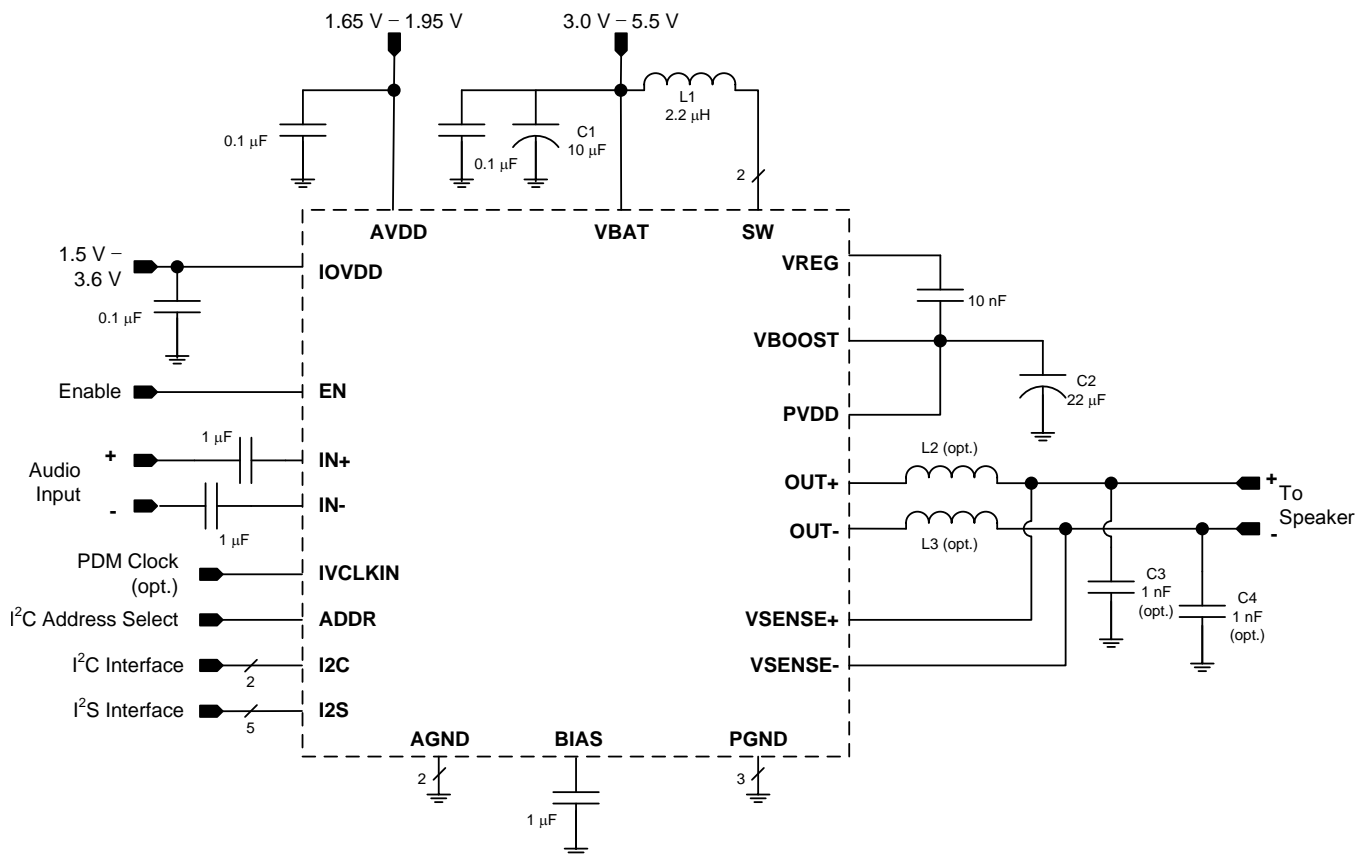 1.65 V – 1.95 V
3.0 V – 5.5 V
L1
2.2 μH
0.1 μF
0.1 μF
C1
10 μF
2
AVDD
VBAT
SW
1.5 V –
3.6 V
IOVDD
0.1 μF
VREG
10 nF
VBOOST
C2
22 μF
PVDD
Enable
EN
1 μF
+
Audio
Input
-
IN+
IN-
1 μF
L2 (opt.)
OUT+
L3 (opt.)
OUT-
+
To
Speaker
-
PDM Clock
(opt.)
IVCLKIN
C3
1 nF
(opt.)
C4
1 nF
(opt.)
I²C Address Select
ADDR
VSENSE+
I²C Interface
2
I2C
VSENSE-
I²S Interface
5
I2S
AGND
BIAS
PGND
2
3
1 μF